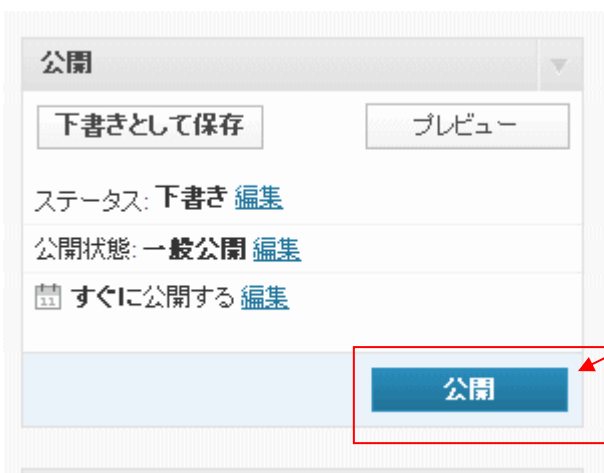 公開
下書きとして保存 プレビュー
ステータス: 下書き 編集
公開状態: 一般公開 編集
11 すぐに公開する 編集
公開